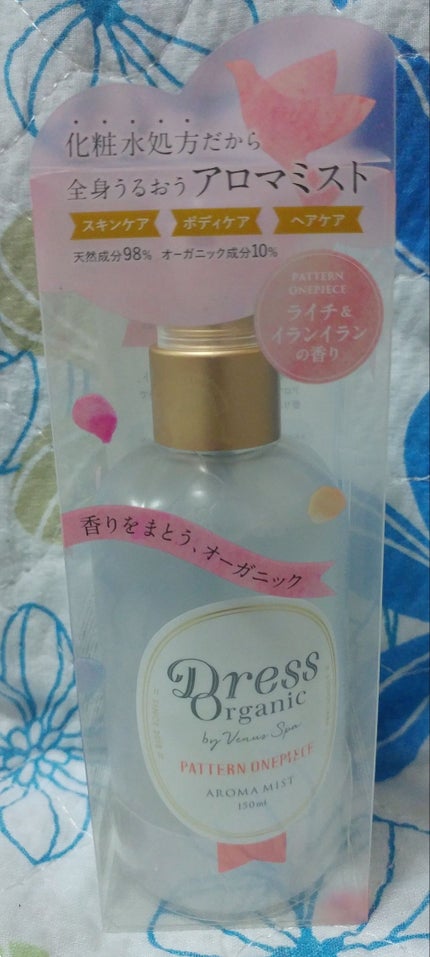 化粧水処方だから
全身うるおうアロマミスト
スキンケア ボディケア ヘアケア
天然成分98% オーガニック成分10%
PATTERN
ONEPIECE
ライチ&
イランイラン
の香り
香りをまとう、オーガニック
Dress
Organic
by Venus Spa
PATTERN ONEPIECE
AROMA MIST
150ml